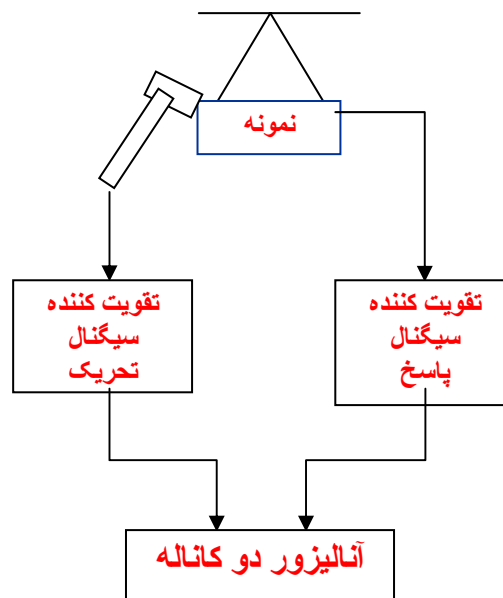 نمونه
تقویت کننده
سیگنال
تحریک
تقویت کننده
سیگنال
پاسخ
آنالیزور دو کاناله